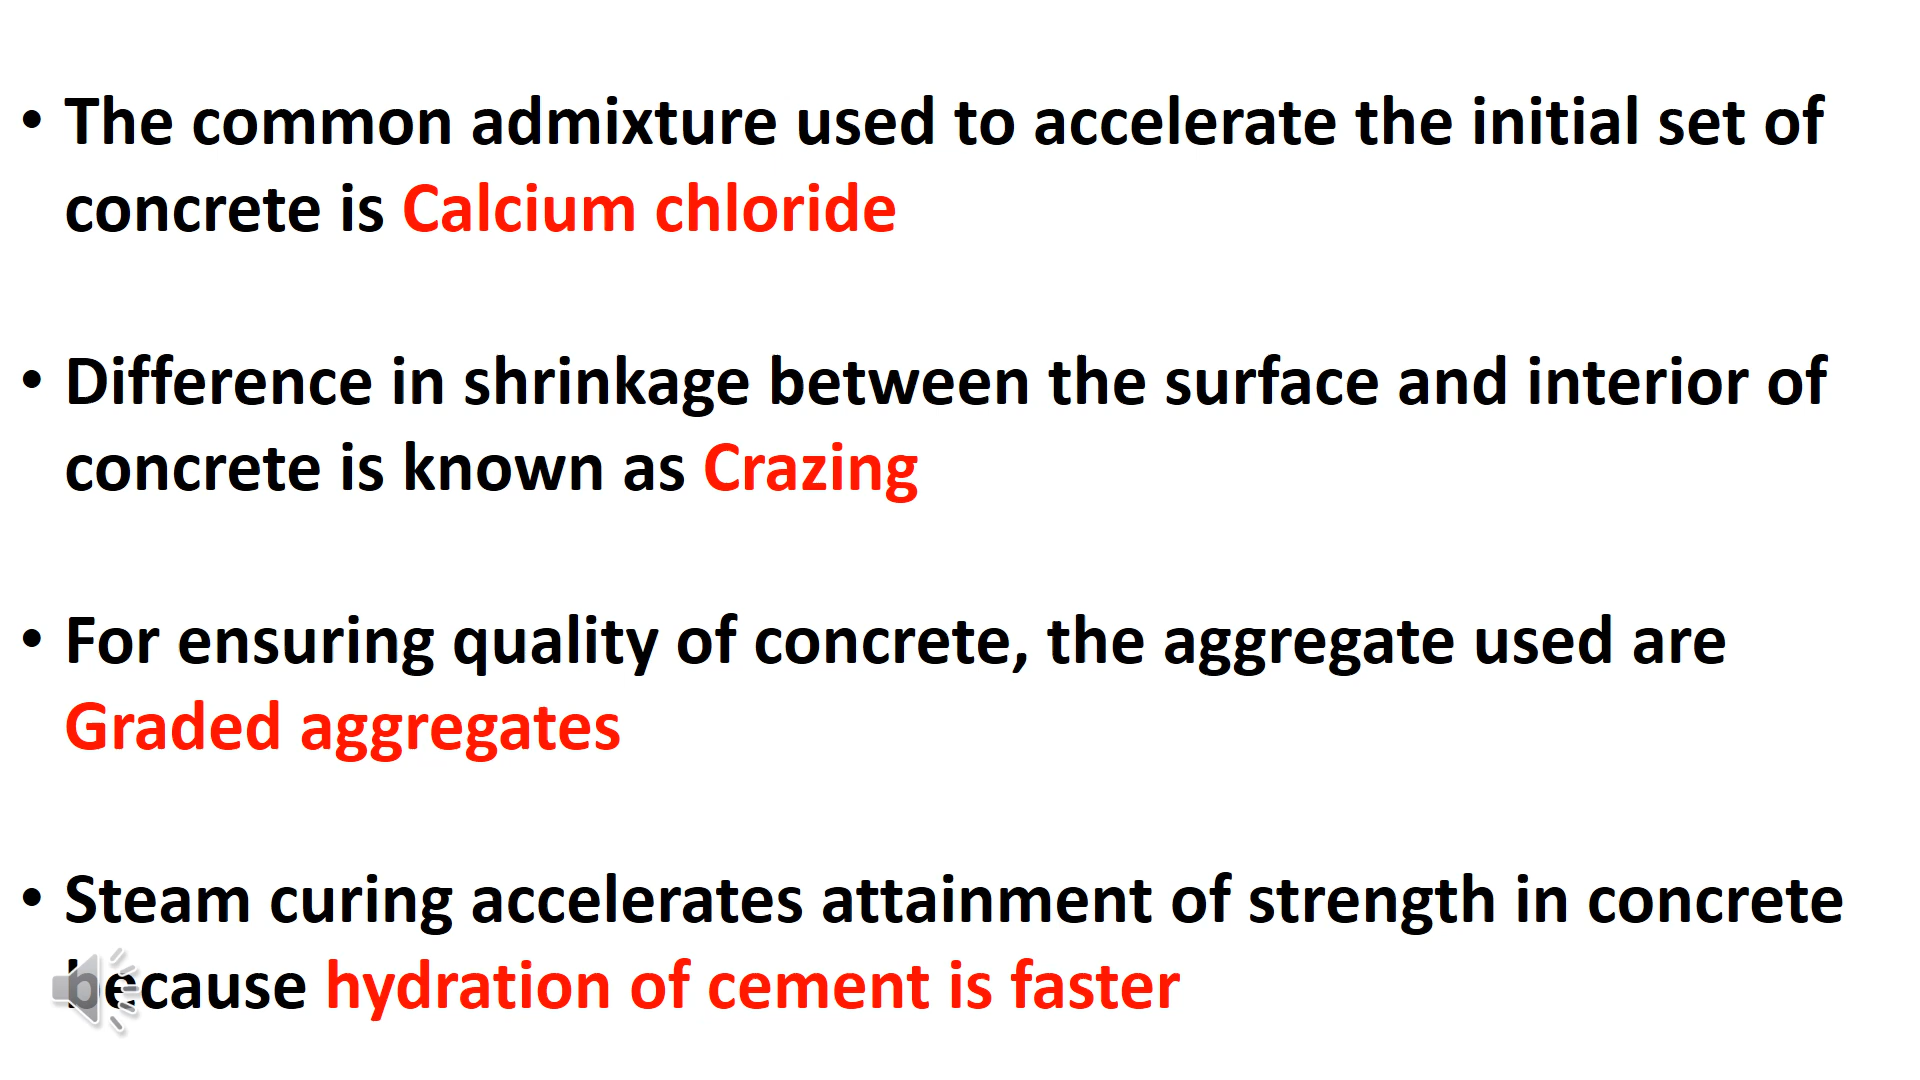 • The common admixture used to accelerate the initial set of
concrete is Calcium chloride
• Difference in shrinkage between the surface and interior of
concrete is known as Crazing
• For ensuring quality of concrete, the aggregate used are
Graded aggregates
• Steam curing accelerates attainment of strength in concrete
because hydration of cement is faster